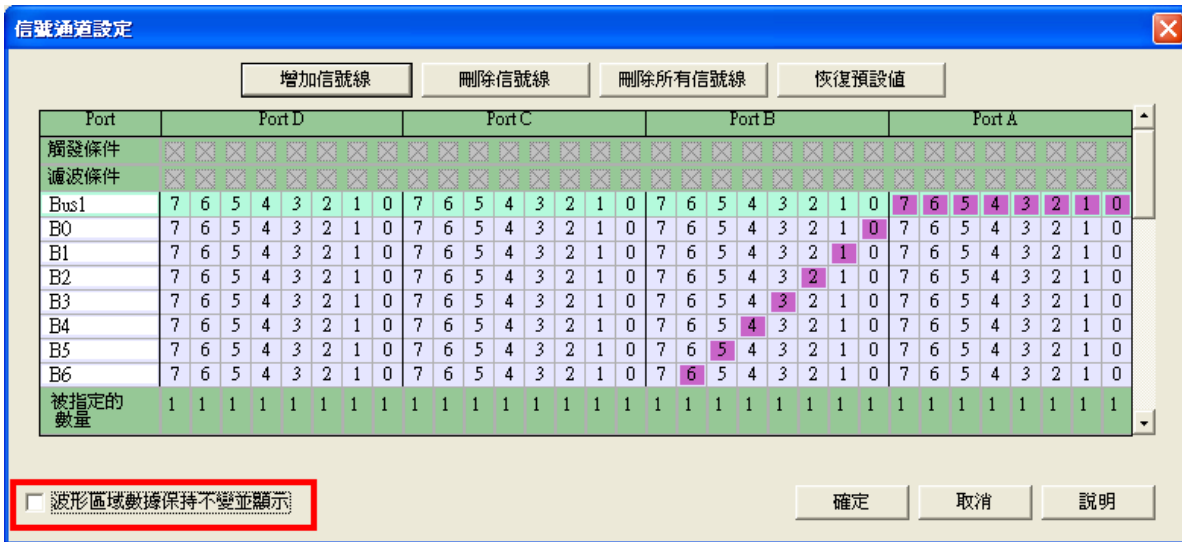 信號通道設定
增加信號線 刪除信號線 刪除所有信號線 恢復預設值
Port Port D Port C Port B Port A
觸發條件
濾波條件
Bus1 7 6 5 4 3 2 1 0 7 6 5 4 3 2 1 0 7 6 5 4 3 2 1 0 7 6 5 4 3 2 1 0
B0 7 6 5 4 3 2 1 0 7 6 5 4 3 2 1 0 7 6 5 4 3 2 1 0 7 6 5 4 3 2 1 0
B1 7 6 5 4 3 2 1 0 7 6 5 4 3 2 1 0 7 6 5 4 3 2 1 0 7 6 5 4 3 2 1 0
B2 7 6 5 4 3 2 1 0 7 6 5 4 3 2 1 0 7 6 5 4 3 2 1 0 7 6 5 4 3 2 1 0
B3 7 6 5 4 3 2 1 0 7 6 5 4 3 2 1 0 7 6 5 4 3 2 1 0 7 6 5 4 3 2 1 0
B4 7 6 5 4 3 2 1 0 7 6 5 4 3 2 1 0 7 6 5 4 3 2 1 0 7 6 5 4 3 2 1 0
B5 7 6 5 4 3 2 1 0 7 6 5 4 3 2 1 0 7 6 5 4 3 2 1 0 7 6 5 4 3 2 1 0
B6 7 6 5 4 3 2 1 0 7 6 5 4 3 2 1 0 7 6 5 4 3 2 1 0 7 6 5 4 3 2 1 0
被指定的
數量 1 1 1 1 1 1 1 1 1 1 1 1 1 1 1 1 1 1 1 1 1 1 1 1 1 1 1 1 1 1 1 1
波形區域數據保持不變並顯示 確定 取消 說明